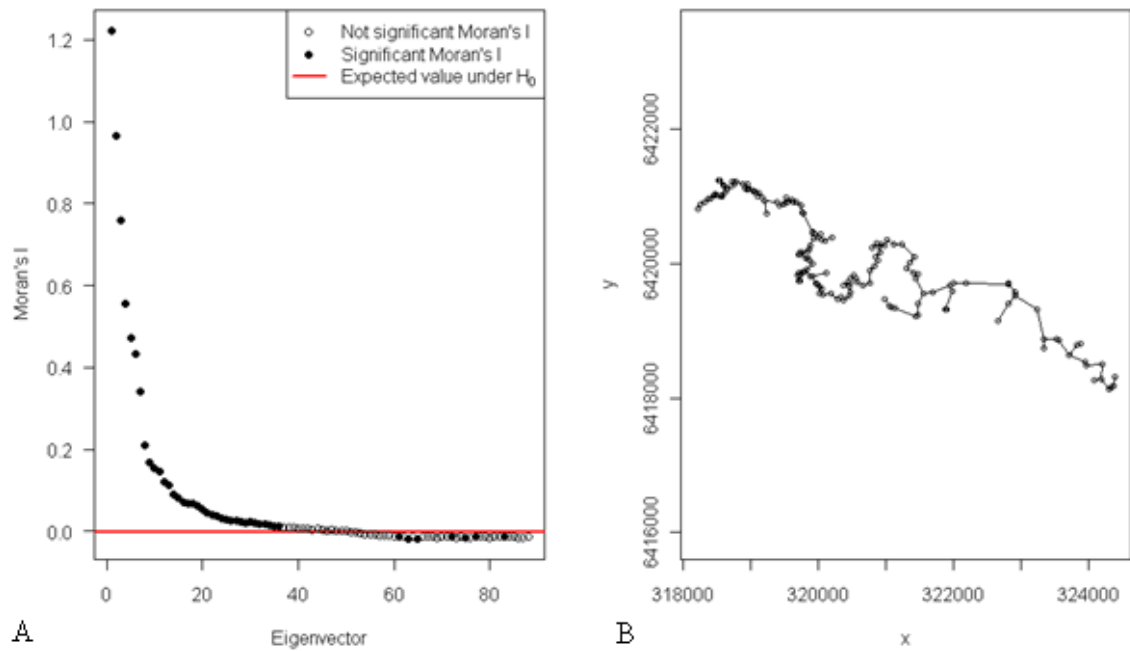 Not significant Moran's I
Significant Moran's I
Expected value under H0
1.2
1.0
0.8
0.6
0.4
0.2
0.0
Moran's I
0 20 40 60 80
Eigenvector
A
6422000
6420000
6418000
6416000
y
318000 320000 322000 324000
x
B